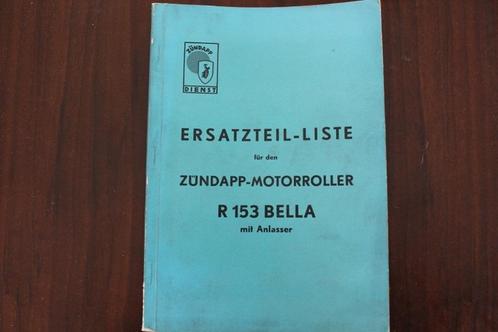 ZÜNDAPP
DIENST
ERSATZTEIL-LISTE
für den
ZÜNDAPP-MOTORROLLER
R 153 BELLA
mit Anlasser